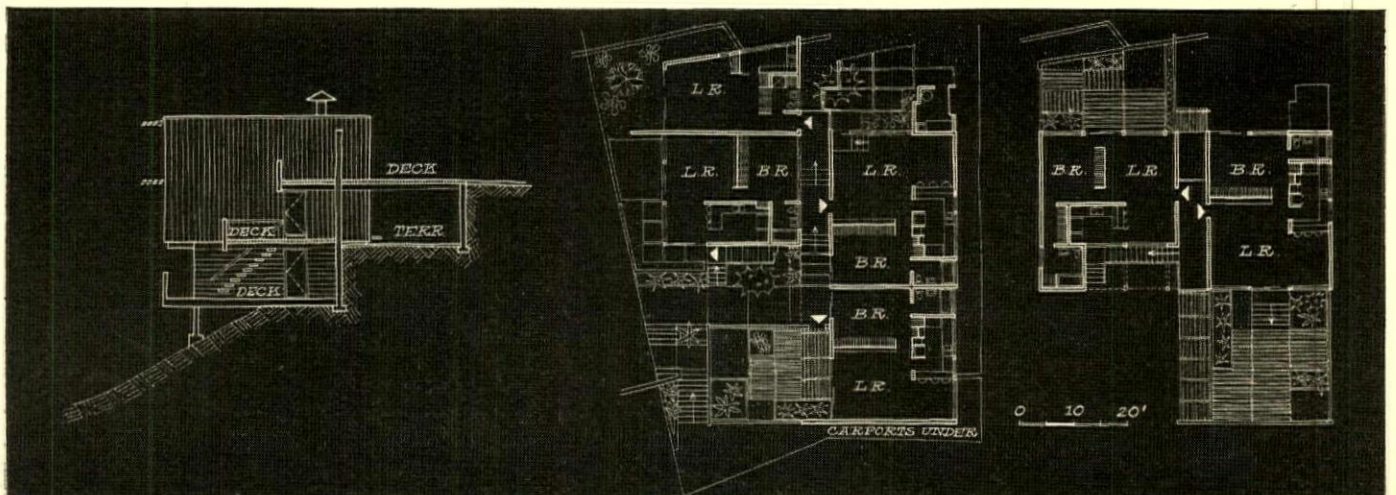 DECK
DECK
TERR
DECK
L R.
L R.
B R
L R.
B R.
B R.
L R.
CARPORTS UNDER
B R.
L R
B R.
L R.
0 10 20'